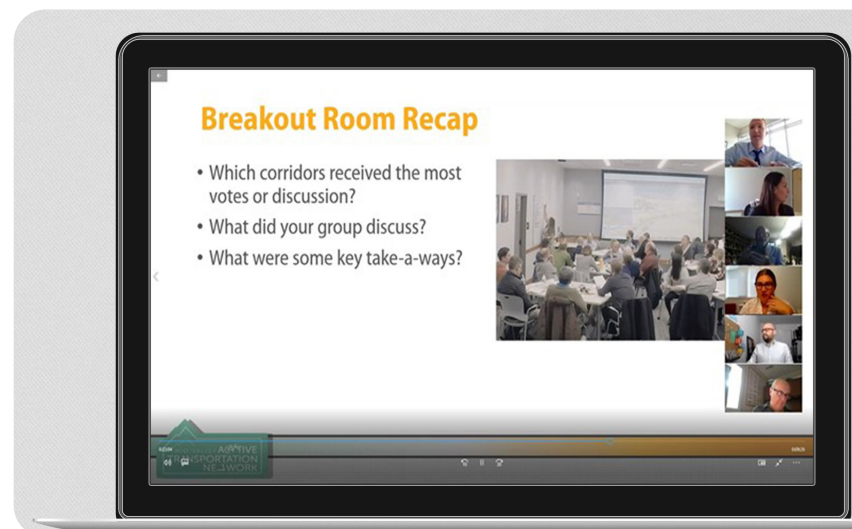 Breakout Room Recap
• Which corridors received the most
votes or discussion?
• What did your group discuss?
• What were some key take-a-ways?
ACTIVE
TRANSPORTATION
NETWORK